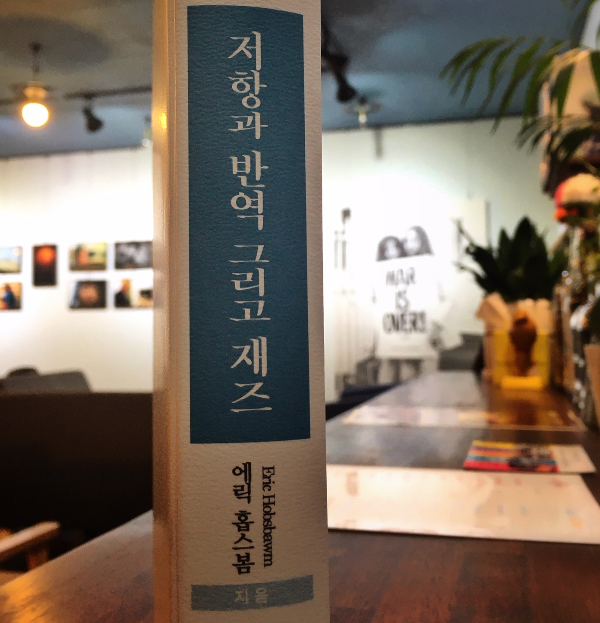 저항과 반역 그리고 재즈
Eric Hobsbawm
에릭 홉스봄
지음
WAR
IS
OVER!